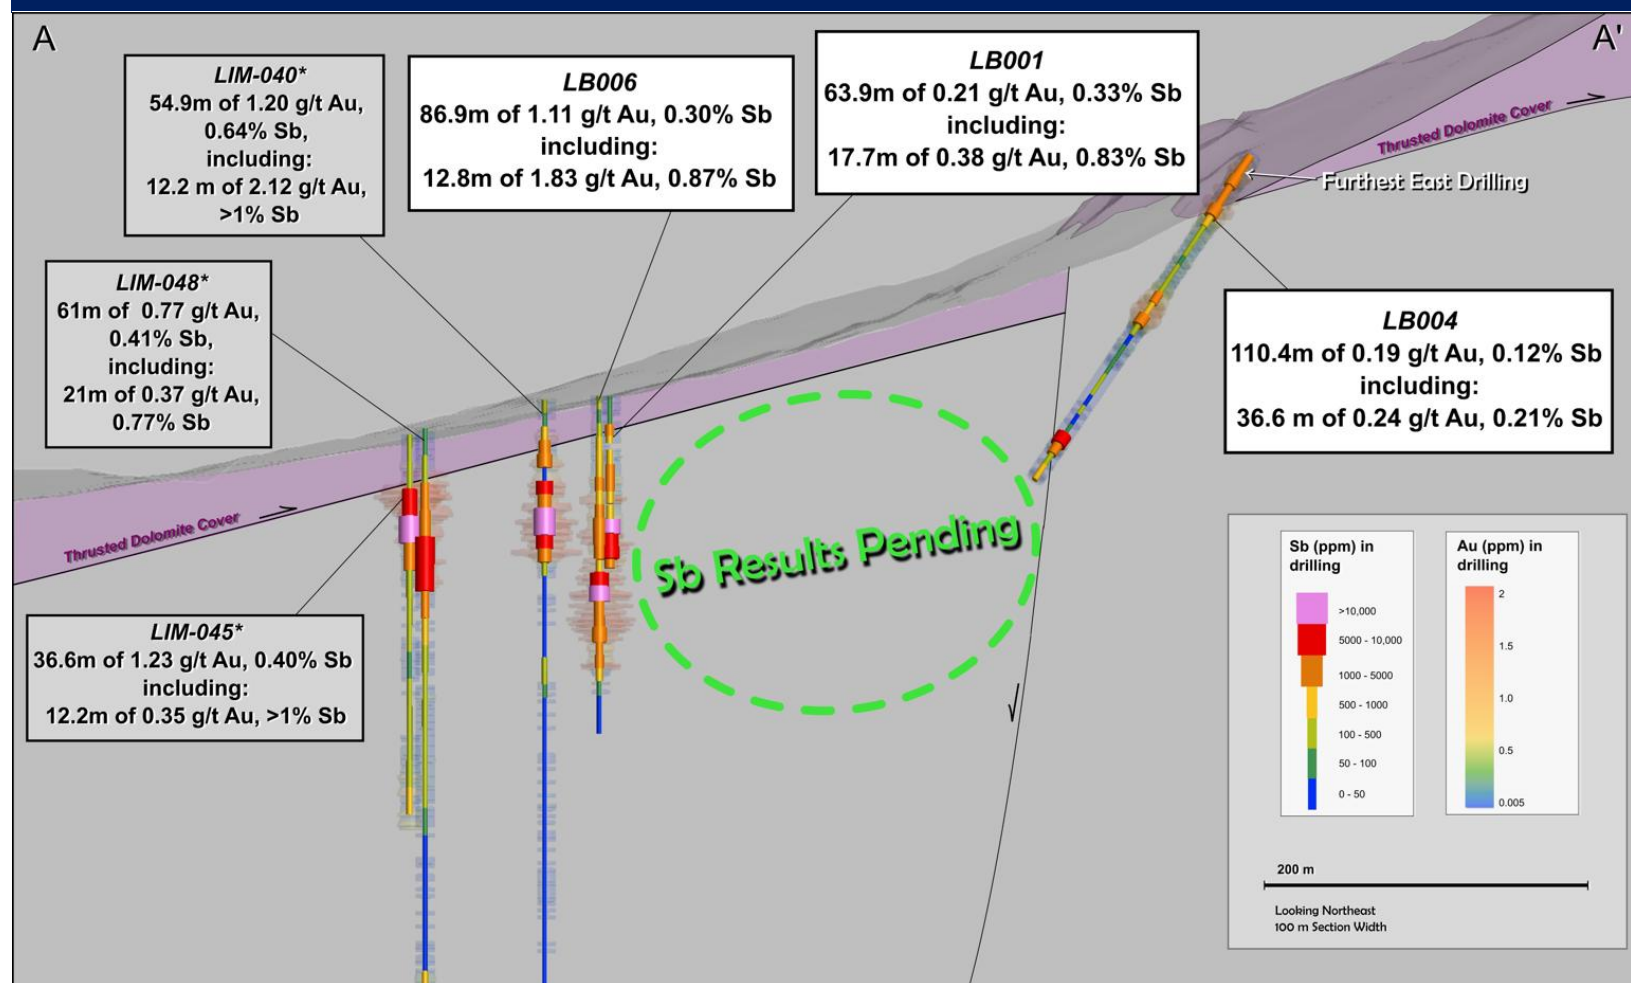 A
A'
LIM-040*
54.9m of 1.20 g/t Au,
0.64% Sb,
including:
12.2 m of 2.12 g/t Au,
>1% Sb
LB006
86.9m of 1.11 g/t Au, 0.30% Sb
including:
12.8m of 1.83 g/t Au, 0.87% Sb
LB001
63.9m of 0.21 g/t Au, 0.33% Sb
including:
17.7m of 0.38 g/t Au, 0.83% Sb
Thrusted Dolomite Cover
Furthest East Drilling
LIM-048*
61m of 0.77 g/t Au,
0.41% Sb,
including:
21m of 0.37 g/t Au,
0.77% Sb
LB004
110.4m of 0.19 g/t Au, 0.12% Sb
including:
36.6 m of 0.24 g/t Au, 0.21% Sb
Thrusted Dolomite Cover
Sb Results Pending
LIM-045*
36.6m of 1.23 g/t Au, 0.40% Sb
including:
12.2m of 0.35 g/t Au, >1% Sb
Sb (ppm) in
drilling
>10,000
5000 - 10,000
1000 - 5000
500 - 1000
100 - 500
50 - 100
0 - 50
Au (ppm) in
drilling
2
1.5
1.0
0.5
0.005
200 m
Looking Northeast
100 m Section Width